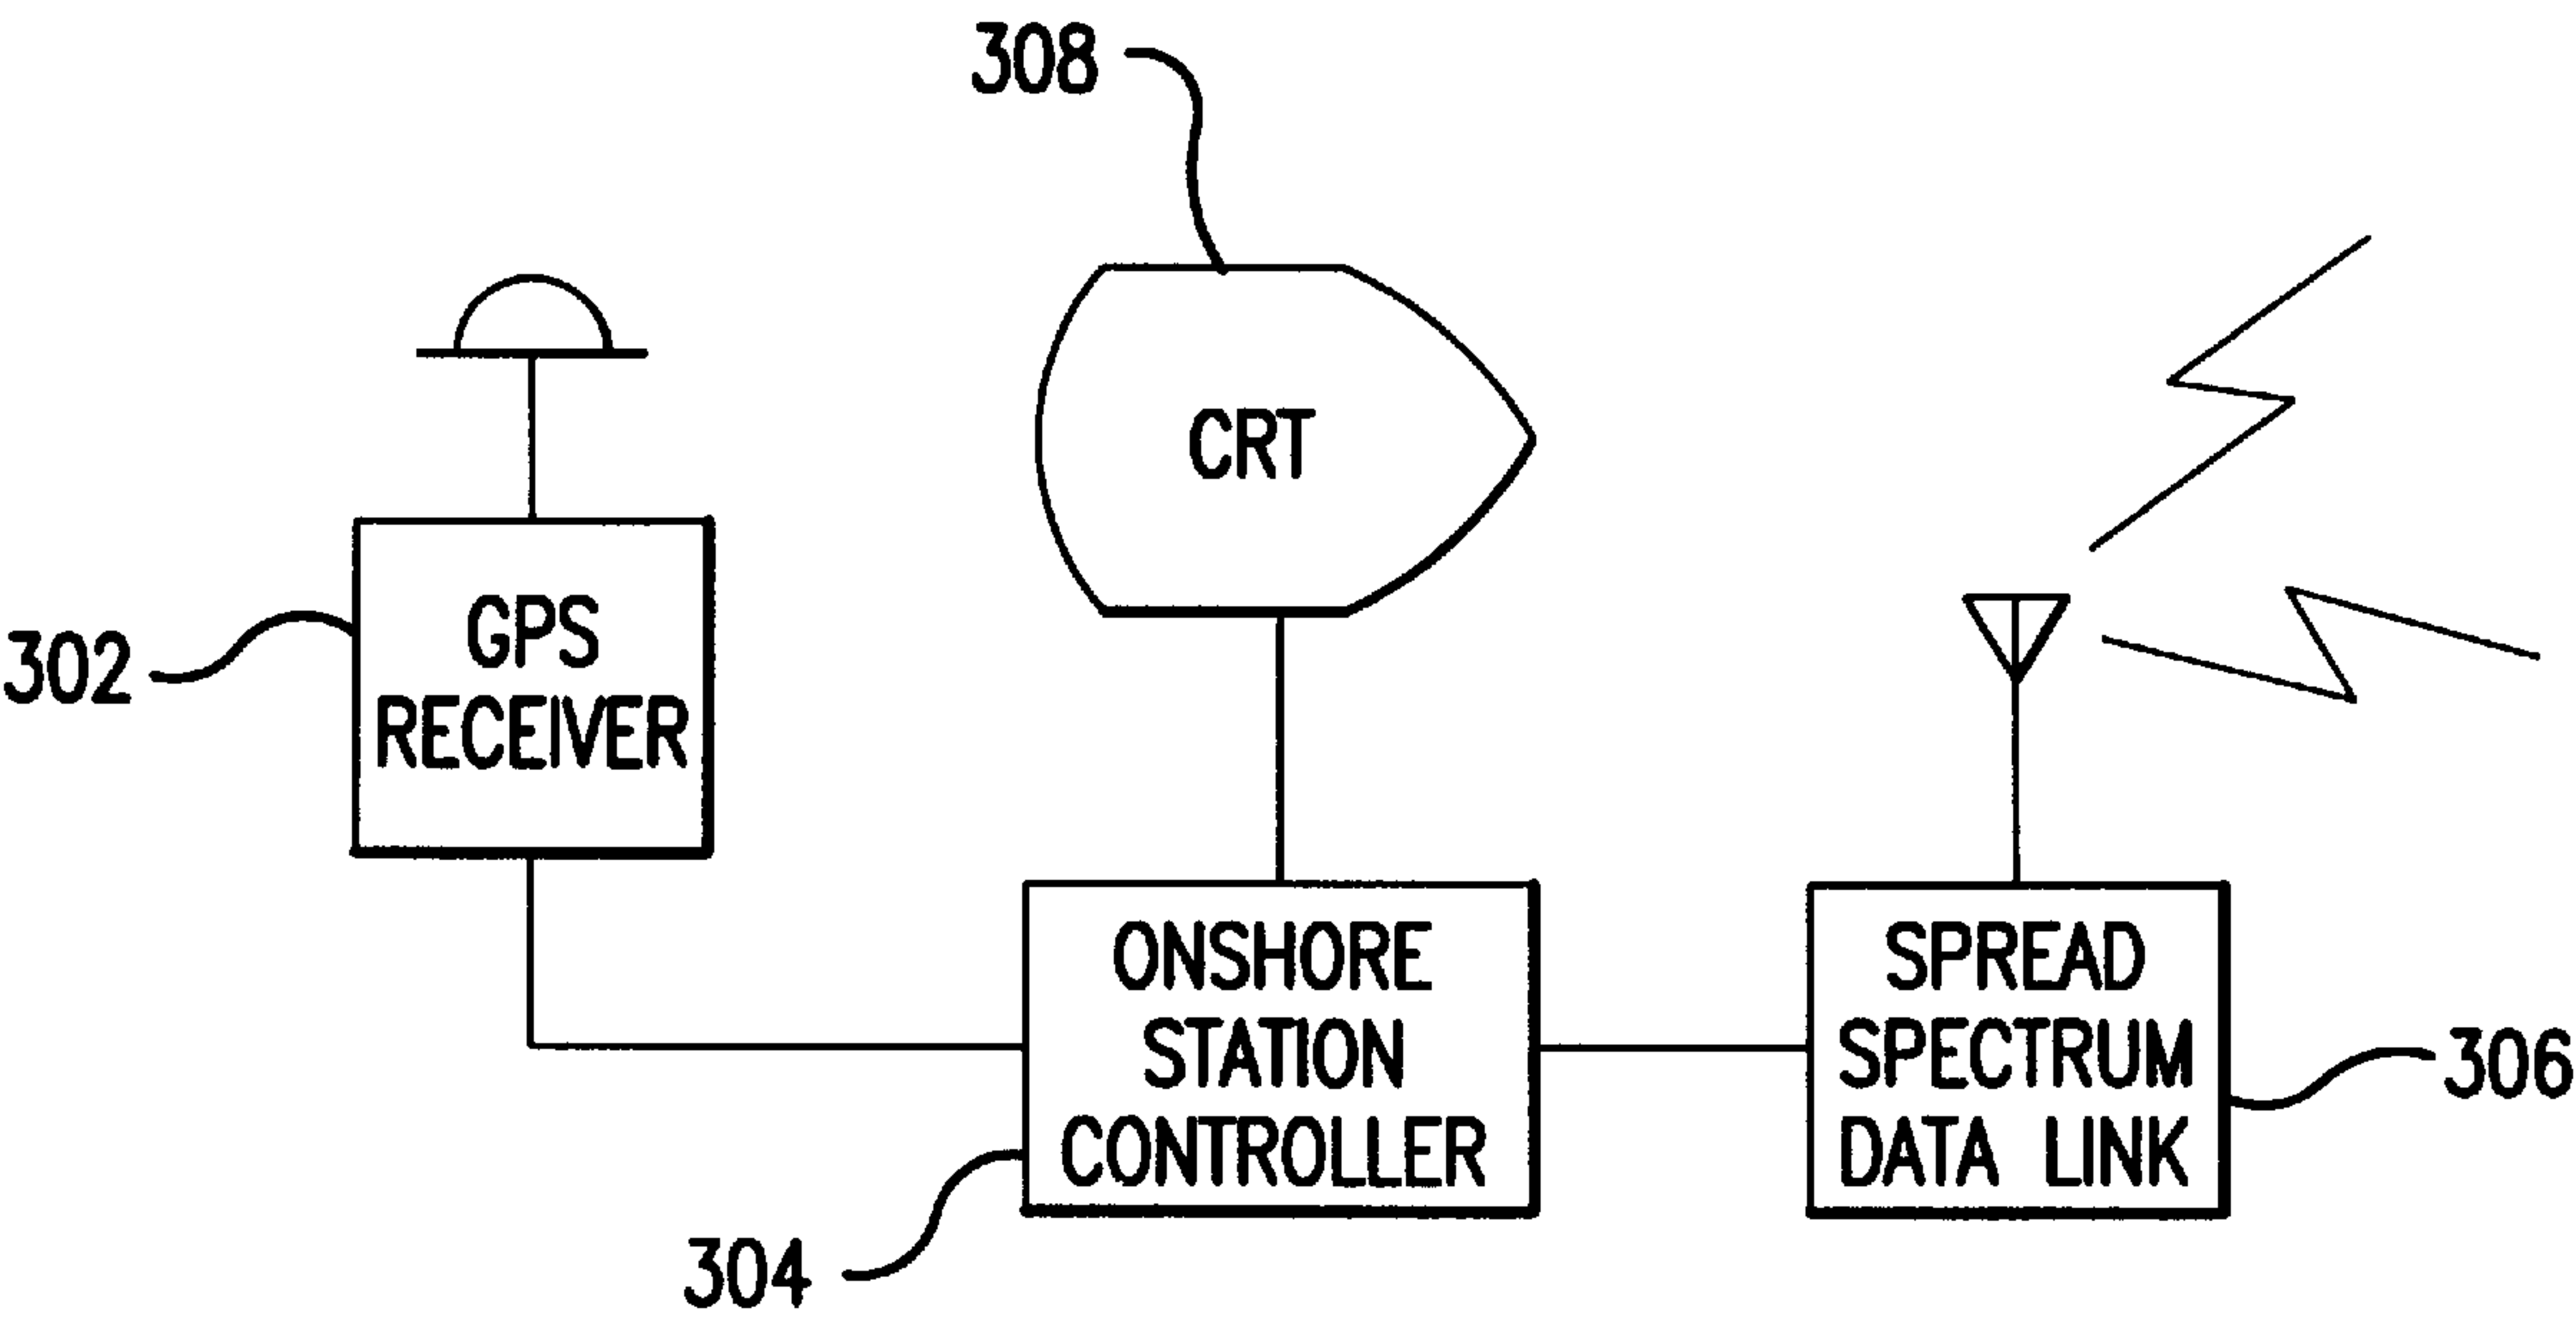 308
CRT
302
GPS
RECEIVER
ONSHORE
STATION
CONTROLLER
304
SPREAD
SPECTRUM
DATA LINK
306